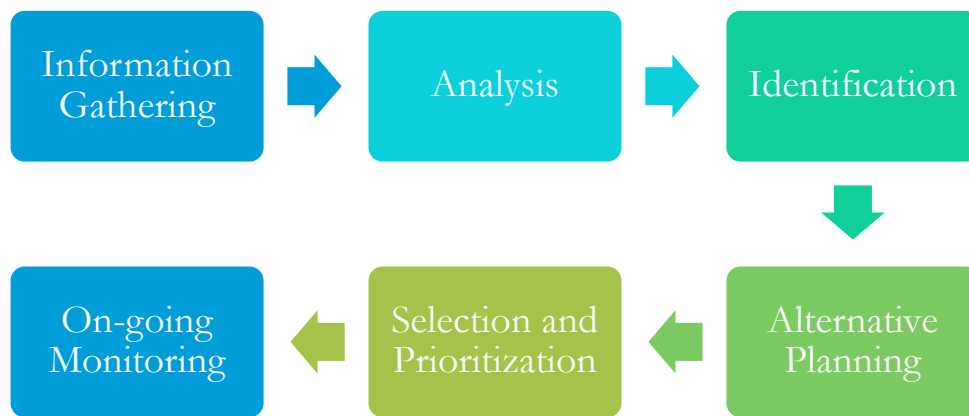 Information
Gathering
Analysis
Identification
Alternative
Planning
Selection and
Prioritization
On-going
Monitoring